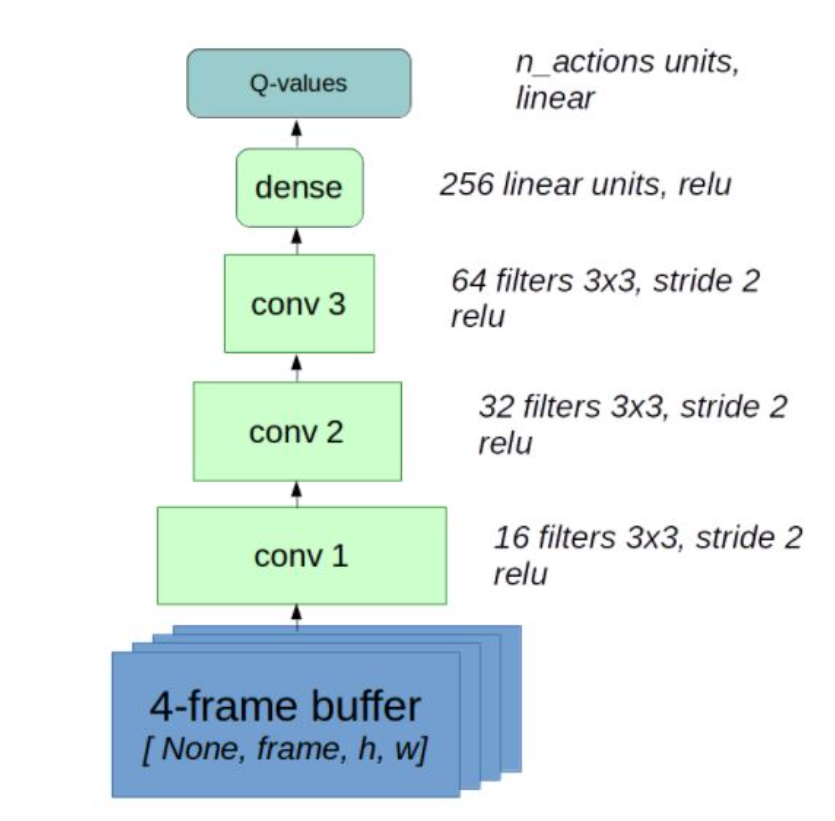 Q-values
n_actions units,
linear
dense
256 linear units, relu
conv 3
64 filters 3x3, stride 2
relu
conv 2
32 filters 3x3, stride 2
relu
conv 1
16 filters 3x3, stride 2
relu
4-frame buffer
[ None, frame, h, w]